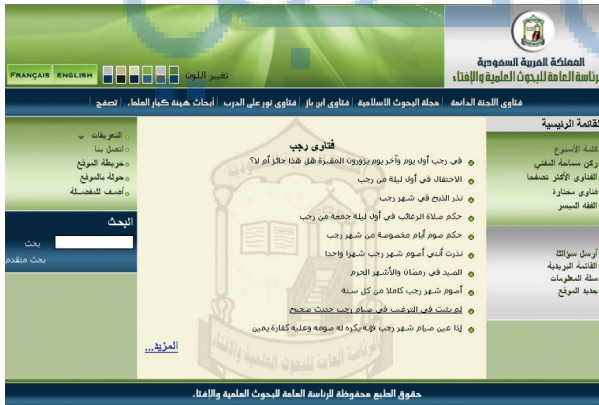 المملكة العربية السعودية
الرئاسة العامة للبحوث العلمية والإفتاء
تغيير اللون
ENGLISH
FRANÇAIS
فتاوى اللجنة الدائمة | مجلة البحوث الاسلامية | فتاوى ابن باز | فتاوى نور على الدرب | أبحاث هيئة كبار العلماء | تصفح |
القائمة الرئيسية
كلمة الأسبوع
ركن سماحة المفتي
الفتاوى الأكثر تصفحا
فتاوى مختارة
الفقه الميسر
أرسل سؤالك
القائمة البريدية
جديد الموقع
فتاوى رجب
في رجب أول يوم وآخر يوم يزورون المقبرة هل هذا جائز أم لا؟
الاحتفال في أول ليلة من رجب
نذر الذبح في شهر رجب
حكم صلاة الرغائب في أول ليلة جمعة من رجب
حكم صوم أيام مخصوصة من شهر رجب
نذرت أنني أصوم شهر رجب شهرا واحدا
الصيد في رمضان والأشهر الحرم
أصوم شهر رجب كاملا من كل سنة
لم يثبت في الترغيب في صيام رجب حديث صحيح
إذا عين صيام شهر رجب فإنه يكره له صومه وعليه كفارة يمين
المزيد...
التعريفات
اتصل بنا
خريطة الموقع
جولة بالموقع
أضف للمفضلة
البحث
بحث
بحث متقدم
حقوق الطبع محفوظة للرئاسة العامة للبحوث العلمية والإفتاء.